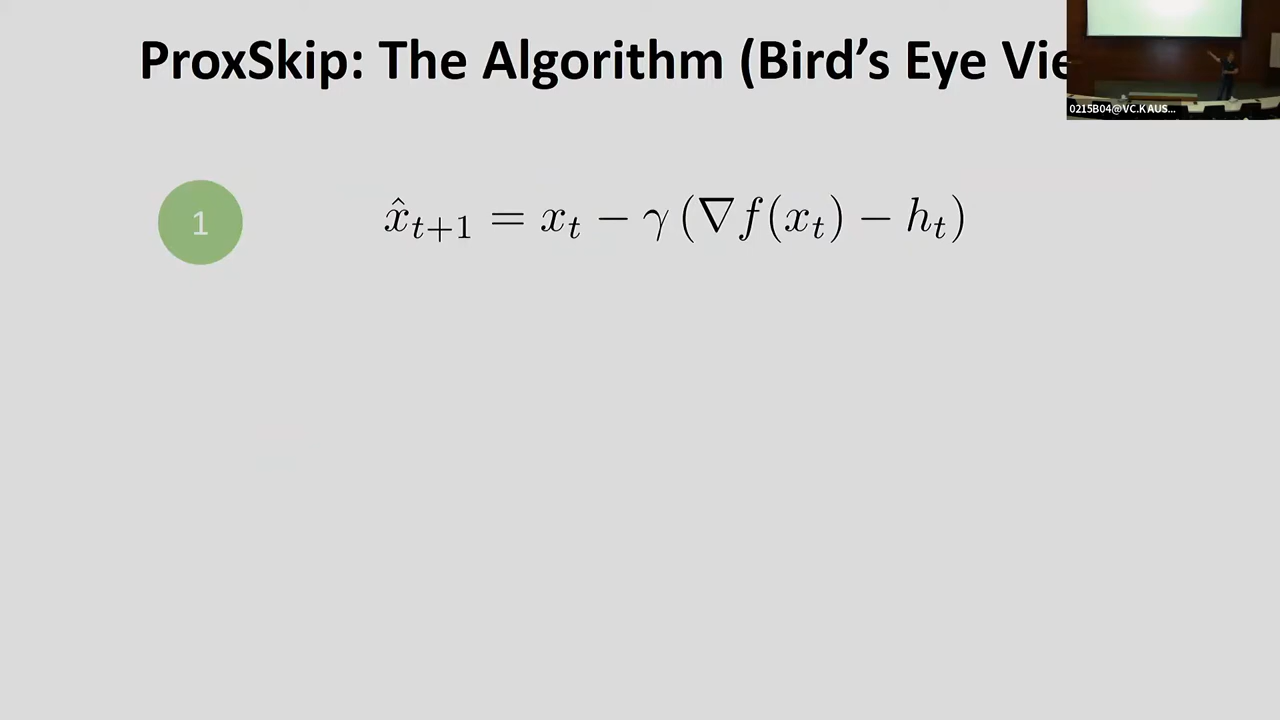 ProxSkip: The Algorithm (Bird's Eye Vie
0215B04@VC.KAUS...
1
x̂_{t+1} = x_t − γ (∇f(x_t) − h_t)